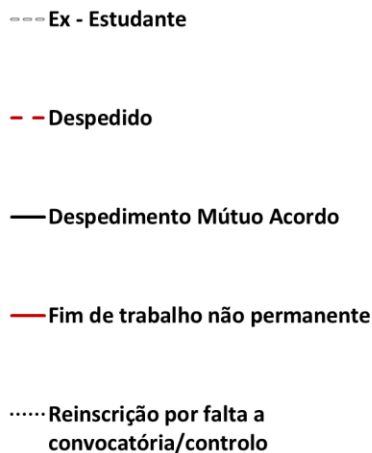 Ex - Estudante
Despedido
Despedimento Mútuo Acordo
Fim de trabalho não permanente
Reinscrição por falta a
convocatória/controlo